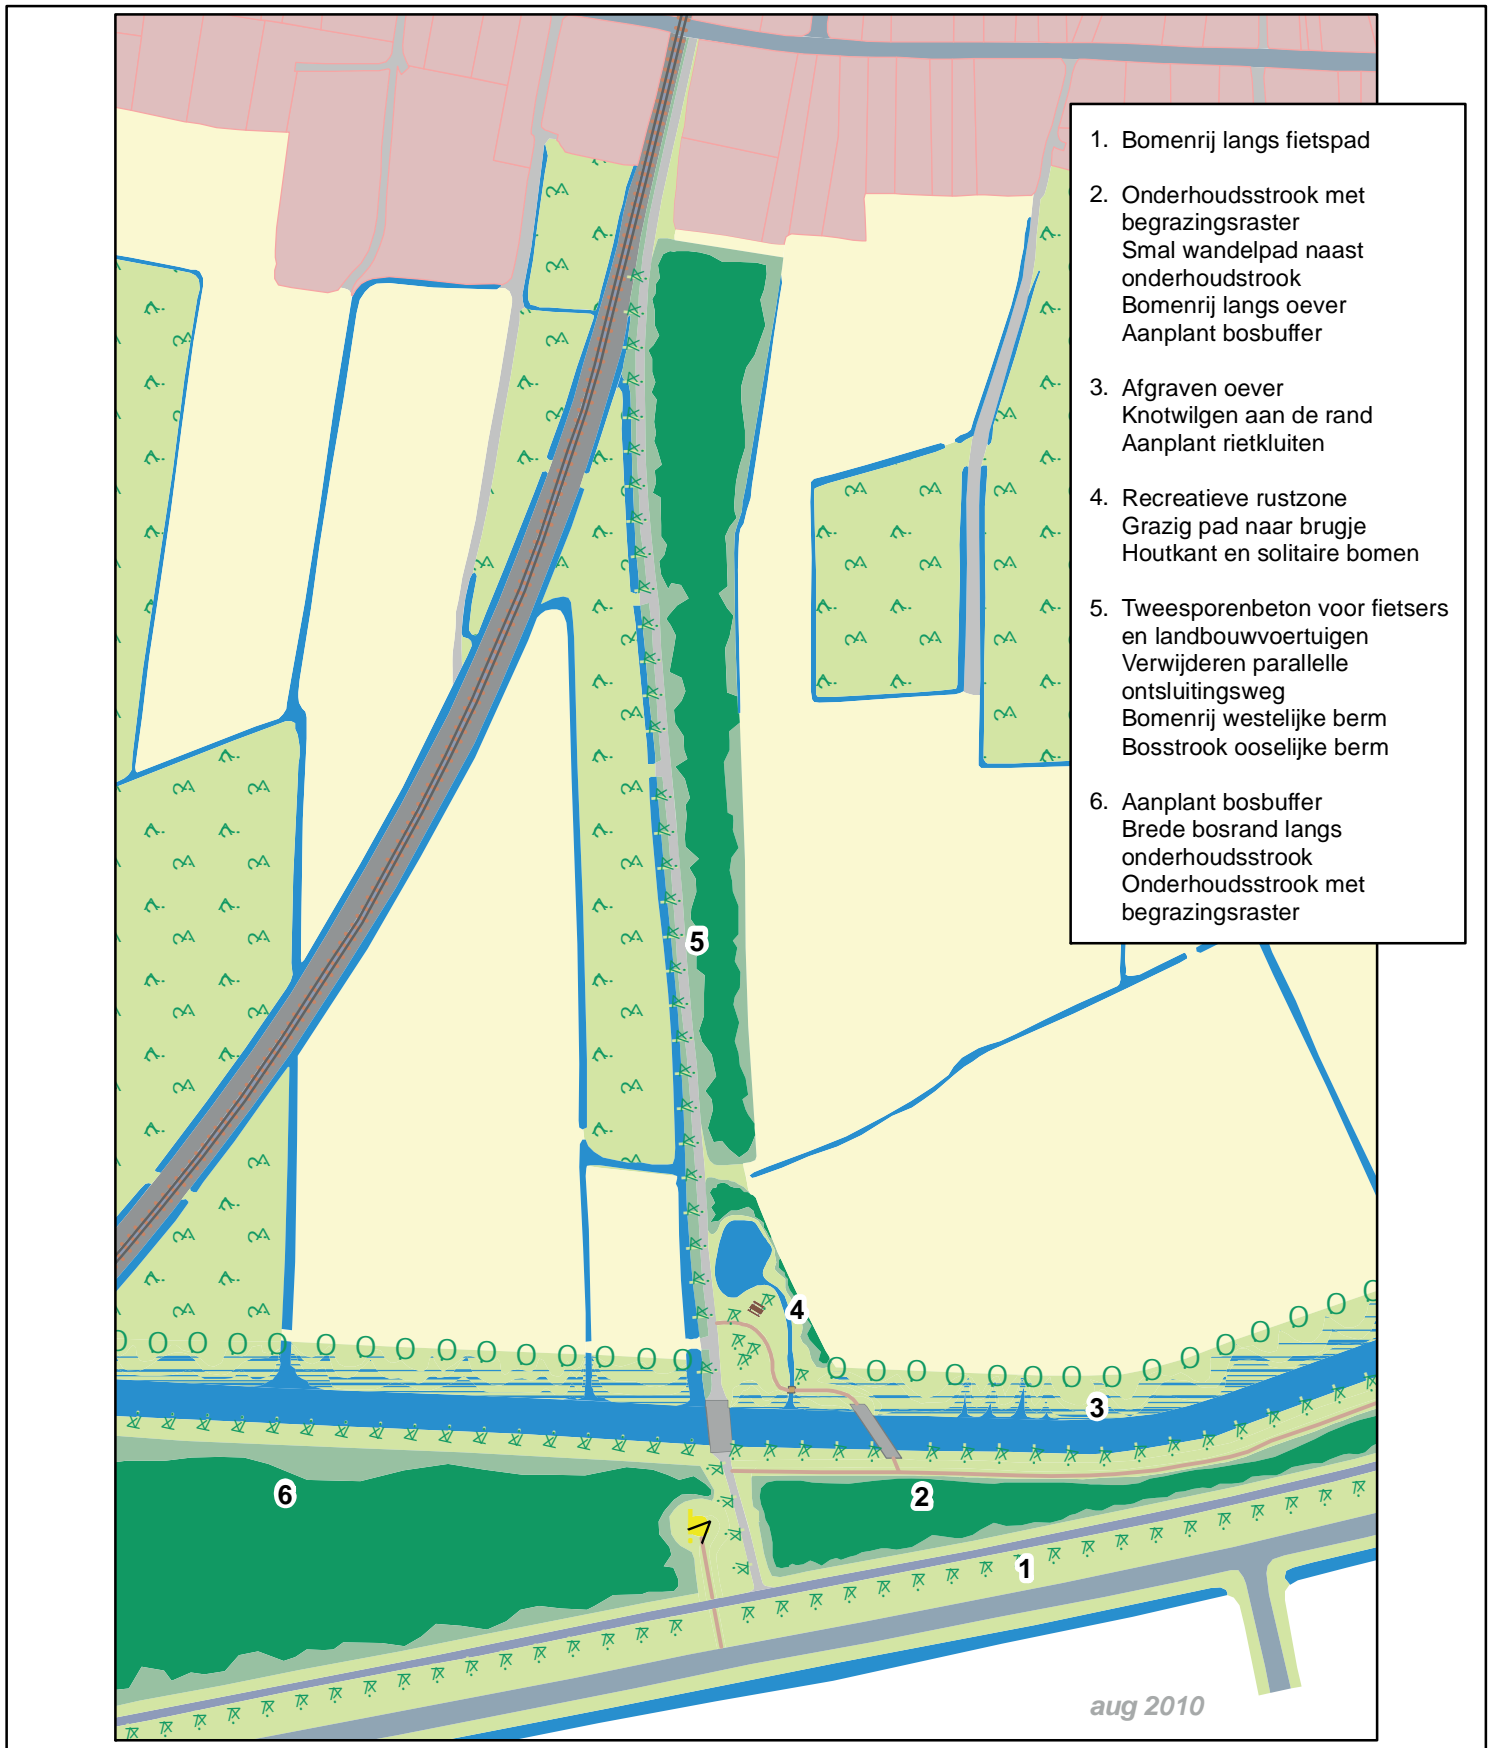 1. Bomenrij langs fietspad
2. Onderhoudsstrook met
begrazingsraster
Smal wandelpad naast
onderhoudstrook
Bomenrij langs oever
Aanplant bosbuffer
3. Afgraven oever
Knotwilgen aan de rand
Aanplant rietkluiten
4. Recreatieve rustzone
Grazig pad naar brugje
Houtkant en solitaire bomen
5. Tweesporenbeton voor fietsers
en landbouwvoertuigen
Verwijderen parallelle
ontsluitingsweg
Bomenrij westelijke berm
Bosstrook ooselijke berm
6. Aanplant bosbuffer
Brede bosrand langs
onderhoudsstrook
Onderhoudsstrook met
begrazingsraster
5
4
3
6
2
1
aug 2010